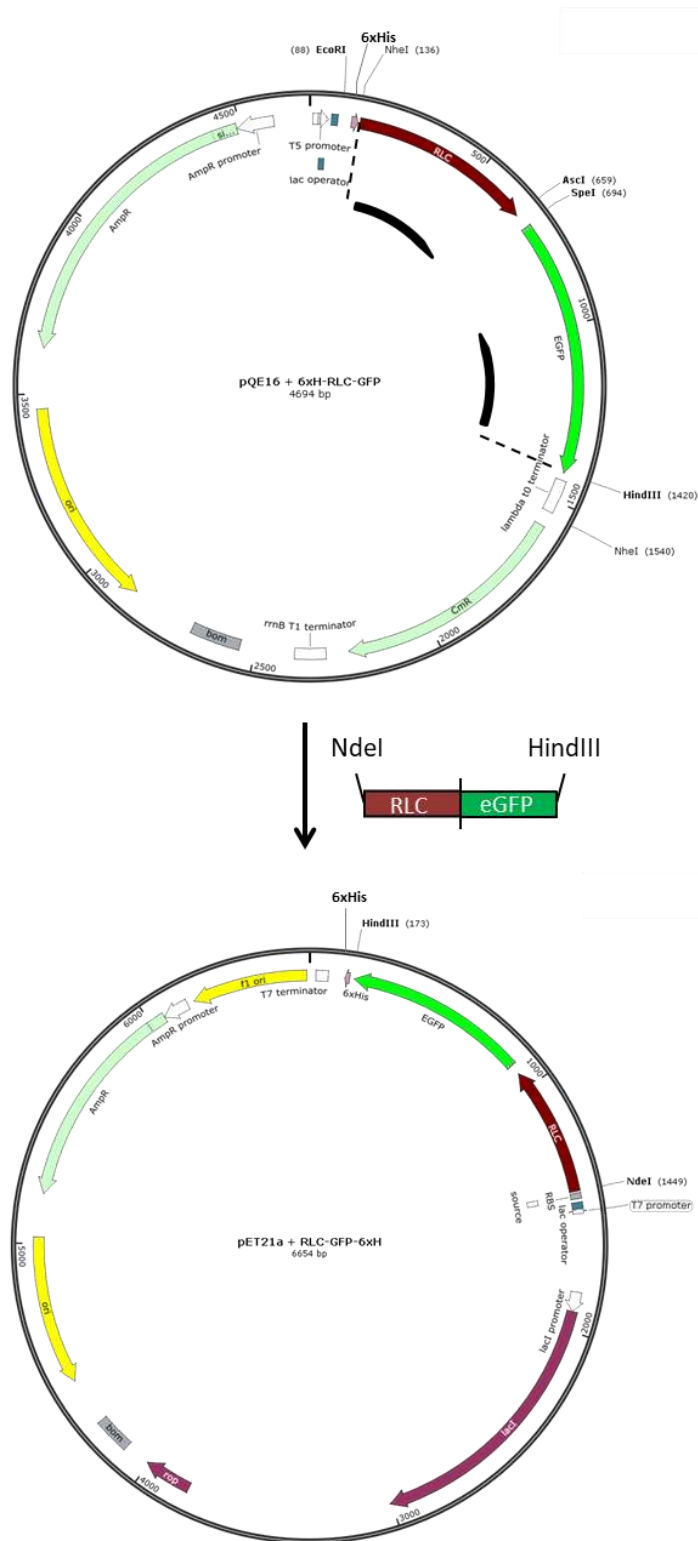 6xHis
(88) EcoRI
NheI (136)
4500
si...
AmpR promoter
T5 promoter
lac operator
RLC
500
AscI (659)
SpeI (694)
4000
AmpR
1000
EGFP
pQE16 + 6xH-RLC-GFP
4694 bp
3500
ori
lambda t0 terminator
1500
HindIII (1420)
NheI (1540)
3000
CmR
rrnB T1 terminator
2000
bom
2500
NdeI
HindIII
RLC
eGFP
6xHis
HindIII (173)
6000
f1 ori
T7 terminator
6xHis
AmpR promoter
EGFP
1000
AmpR
RLC
NdeI (1449)
T7 promoter
RBS
lac operator
source
pET21a + RLC-GFP-6xH
6654 bp
5000
ori
lacI promoter
2000
lacI
bom
rop
4000
3000